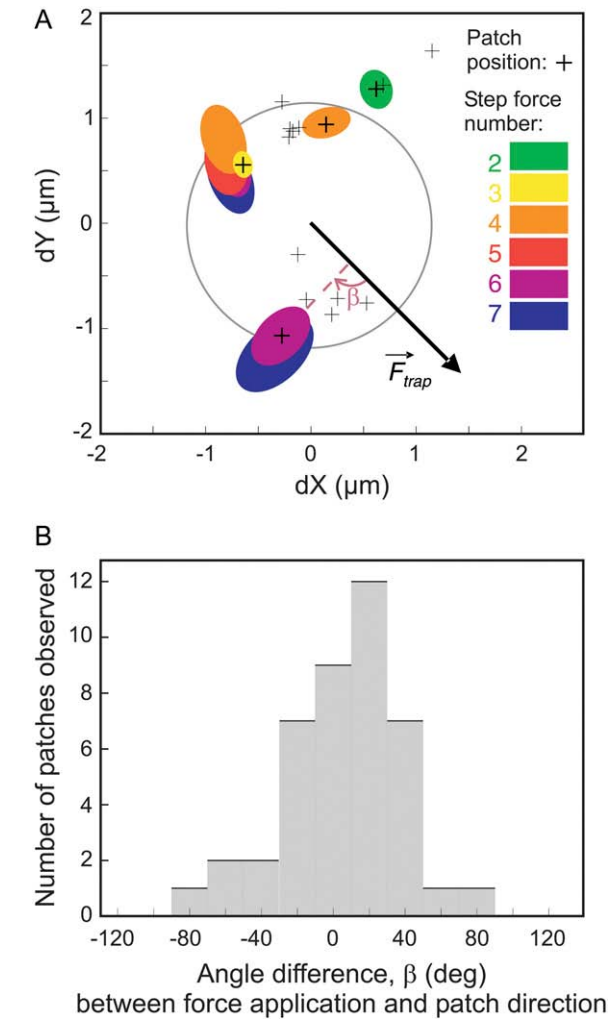 A
2
1
0
-1
-2
dY (µm)
-2
-1
0
1
2
dX (µm)
Patch
position: +
Step force
number:
2
3
4
5
6
7
β
F trap
B
12
10
8
6
4
2
0
Number of patches observed
-120
-80
-40
0
40
80
120
Angle difference, β (deg)
between force application and patch direction